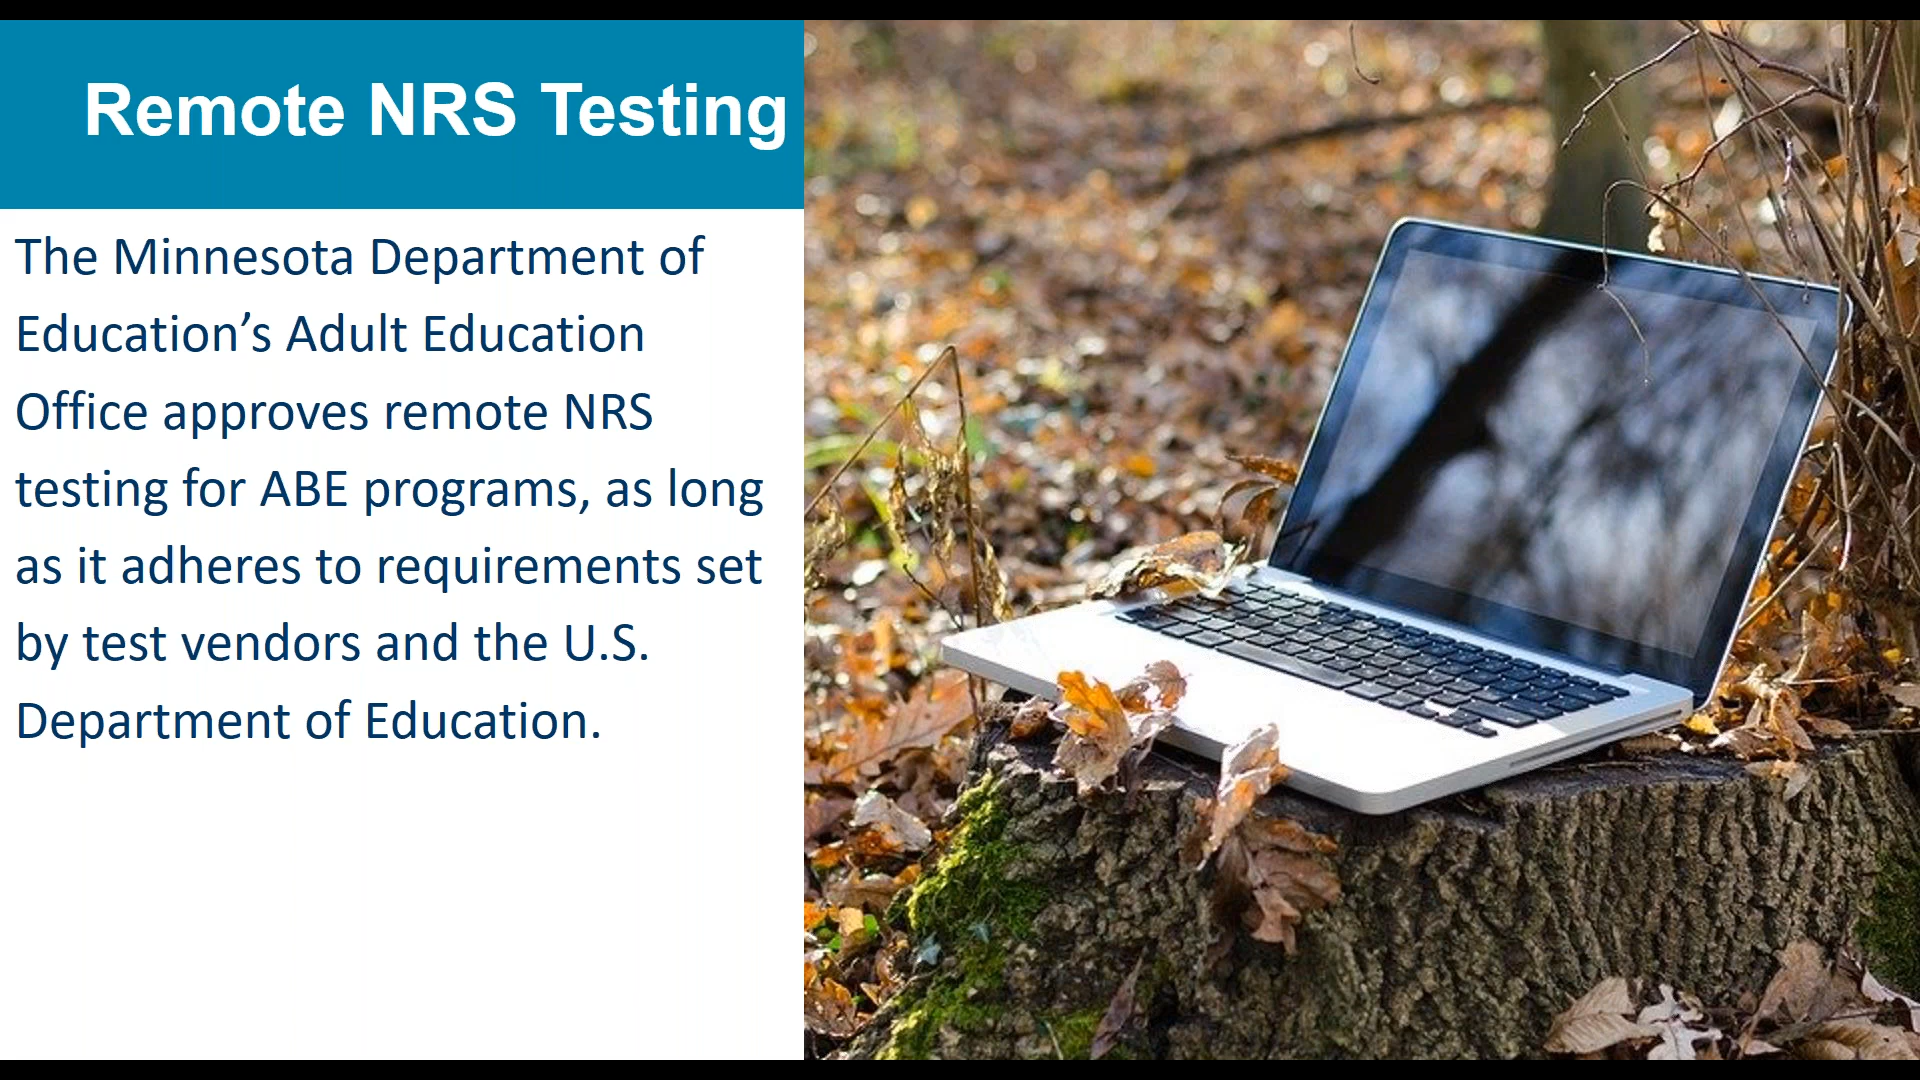 Remote NRS Testing
The Minnesota Department of
Education’s Adult Education
Office approves remote NRS
testing for ABE programs, as long
as it adheres to requirements set
by test vendors and the U.S.
Department of Education.